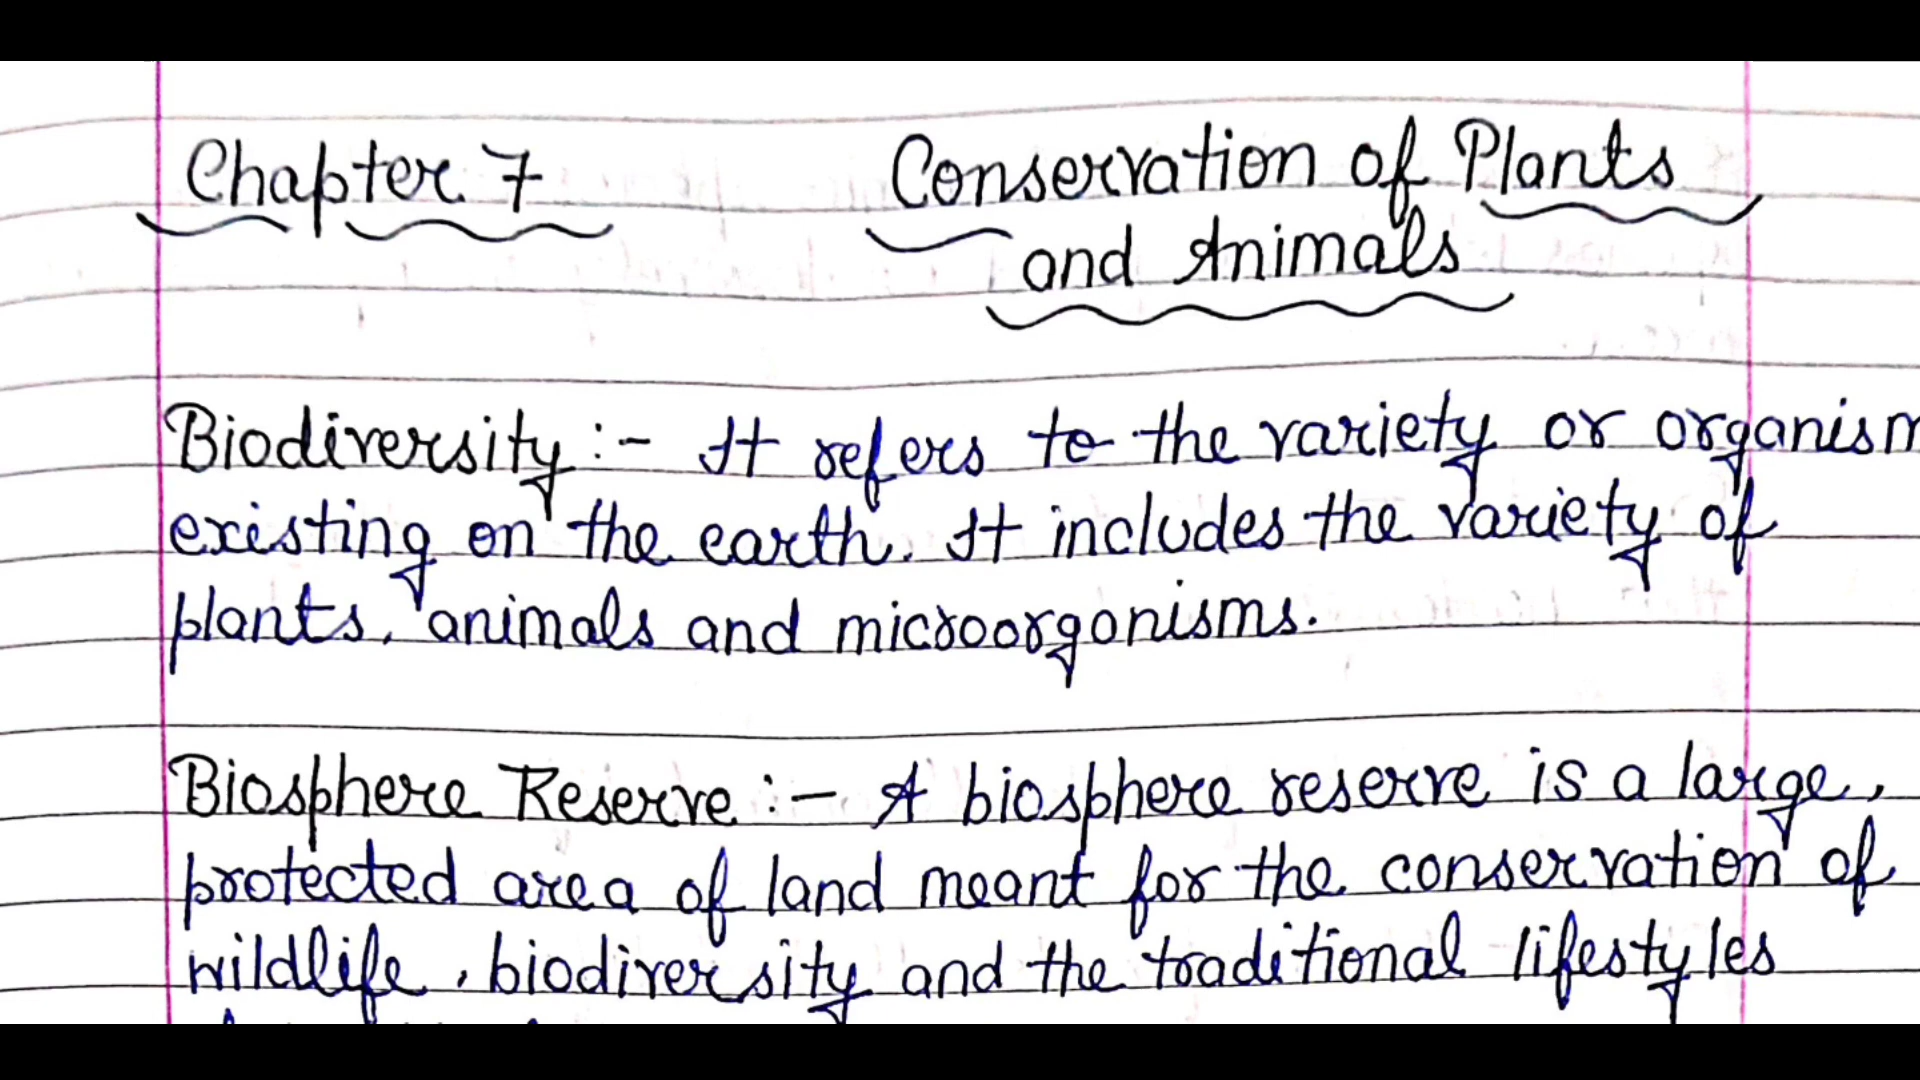 Chapter 7 Conservation of Plants
and Animals
Biodiversity :- It refers to the variety or organism
existing on the earth. It includes the variety of
plants, animals and microorganisms.
Biosphere Reserve :- A biosphere reserve is a large,
protected area of land meant for the conservation of
wildlife, biodiversity and the traditional lifestyles